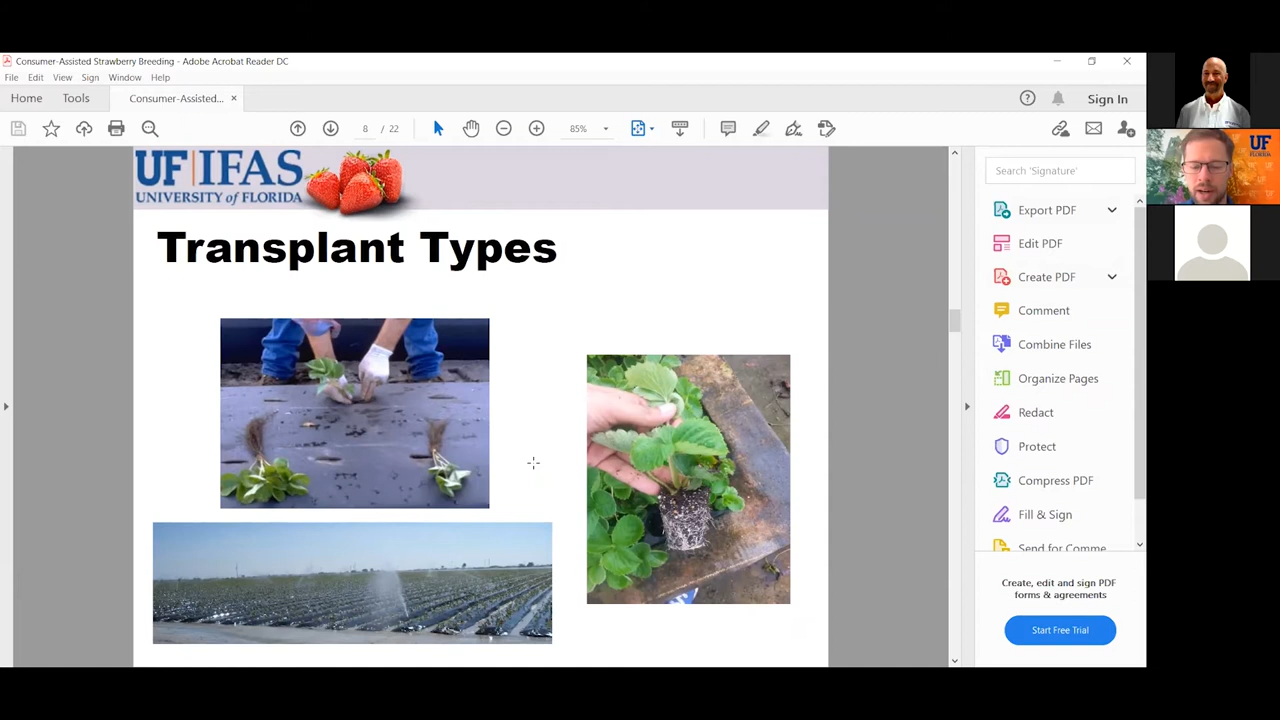 Consumer-Assisted Strawberry Breeding - Adobe Acrobat Reader DC
File Edit View Sign Window Help
Home Tools Consumer-Assisted... × Sign In
8 / 22 85%
UF IFAS
UNIVERSITY of FLORIDA
Transplant Types
Search 'Signature'
Export PDF
Edit PDF
Create PDF
Comment
Combine Files
Organize Pages
Redact
Protect
Compress PDF
Fill & Sign
Send for Comme
Create, edit and sign PDF
forms & agreements
Start Free Trial
UF
FLORIDA